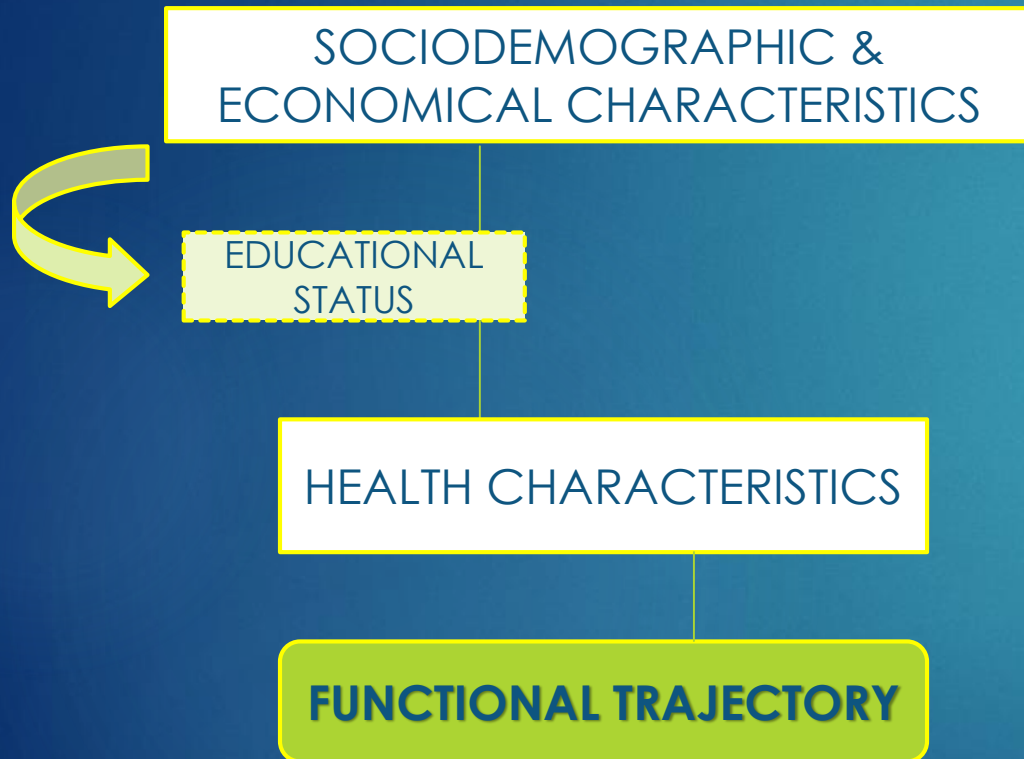 SOCIODEMOGRAPHIC &
ECONOMICAL CHARACTERISTICS
EDUCATIONAL
STATUS
HEALTH CHARACTERISTICS
FUNCTIONAL TRAJECTORY